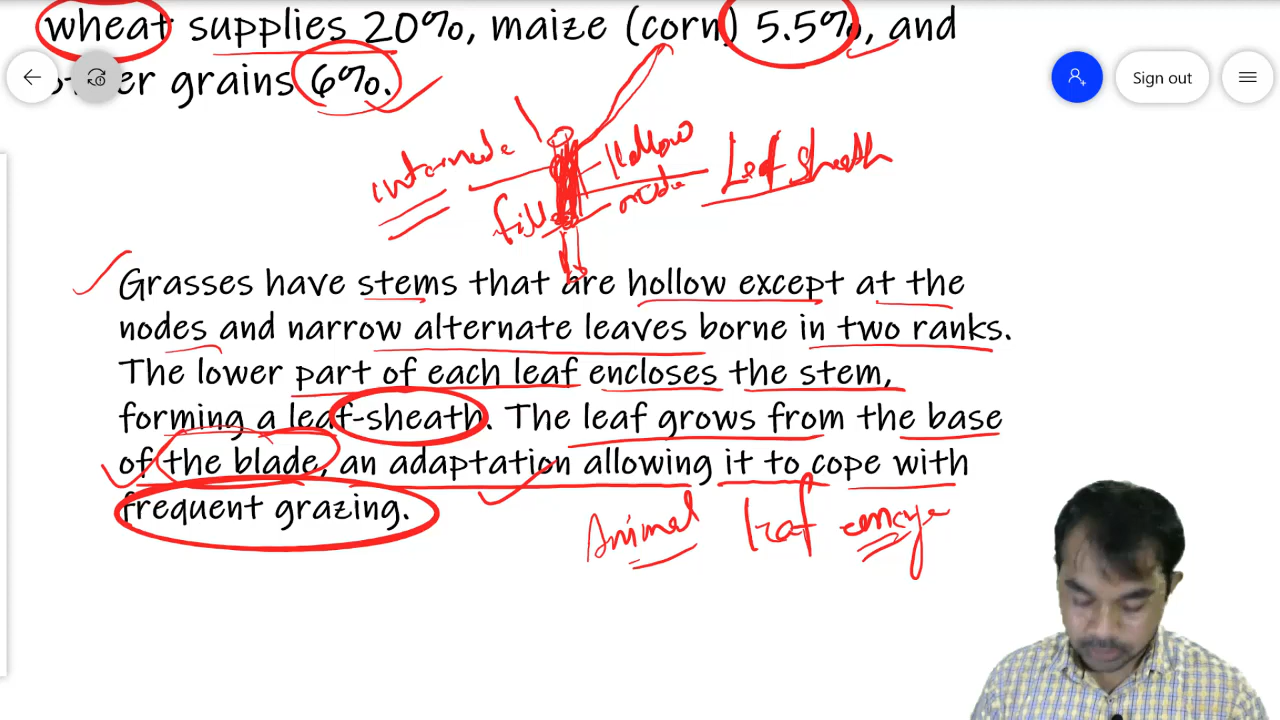 wheat supplies 20%, maize (corn) 5.5%, and
other grains 6%.
Sign out
internode
Hollow
node
Leaf Sheath
Grasses have stems that are hollow except at the
nodes and narrow alternate leaves borne in two ranks.
The lower part of each leaf encloses the stem,
forming a leaf-sheath. The leaf grows from the base
of the blade, an adaptation allowing it to cope with
frequent grazing.
Animal leaf